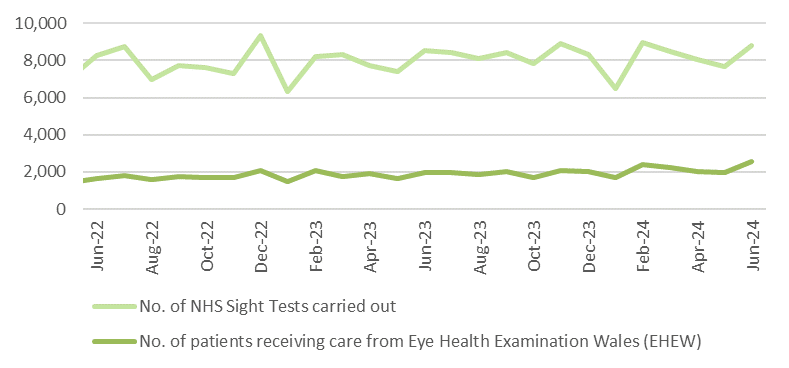 10,000
8,000
6,000
4,000
2,000
0
Jun-22
Aug-22
Oct-22
Dec-22
Feb-23
Apr-23
Jun-23
Aug-23
Oct-23
Dec-23
Feb-24
Apr-24
Jun-24
No. of NHS Sight Tests carried out
No. of patients receiving care from Eye Health Examination Wales (EHEW)